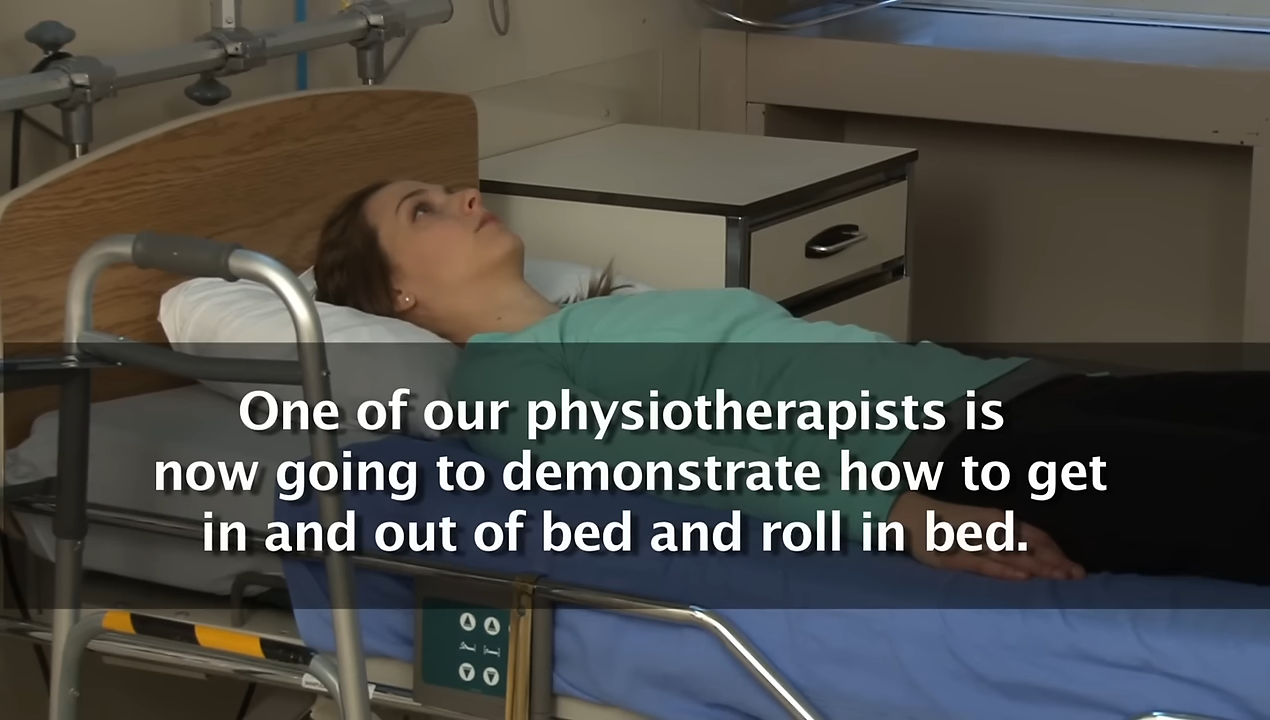 One of our physiotherapists is
now going to demonstrate how to get
in and out of bed and roll in bed.